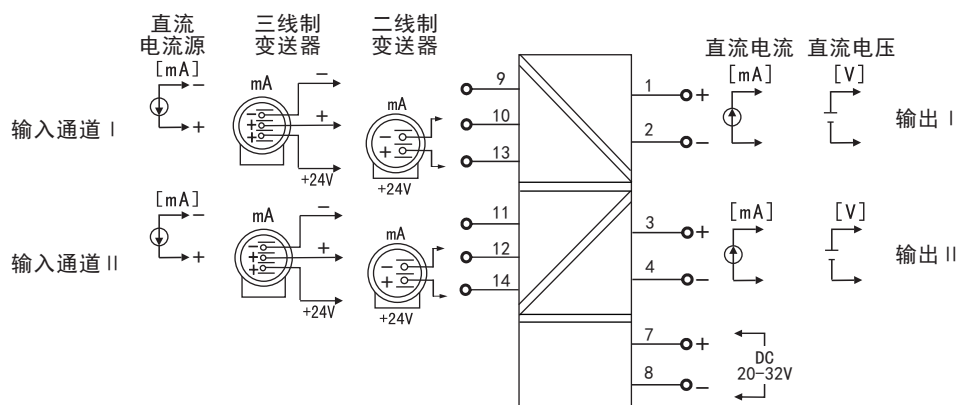 直流
电流源
三线制
变送器
二线制
变送器
直流电流
直流电压
[mA]
−
+
mA
−
+
+
−
+
+24V
mA
−
+
+24V
9
10
13
1
+
2
−
[mA]
[V]
输入通道 I
输出 I
[mA]
−
+
mA
−
+
+
−
+
+24V
mA
−
+
+24V
11
12
14
3
+
4
−
[mA]
[V]
输入通道 II
输出 II
7
+
8
−
DC
20-32V